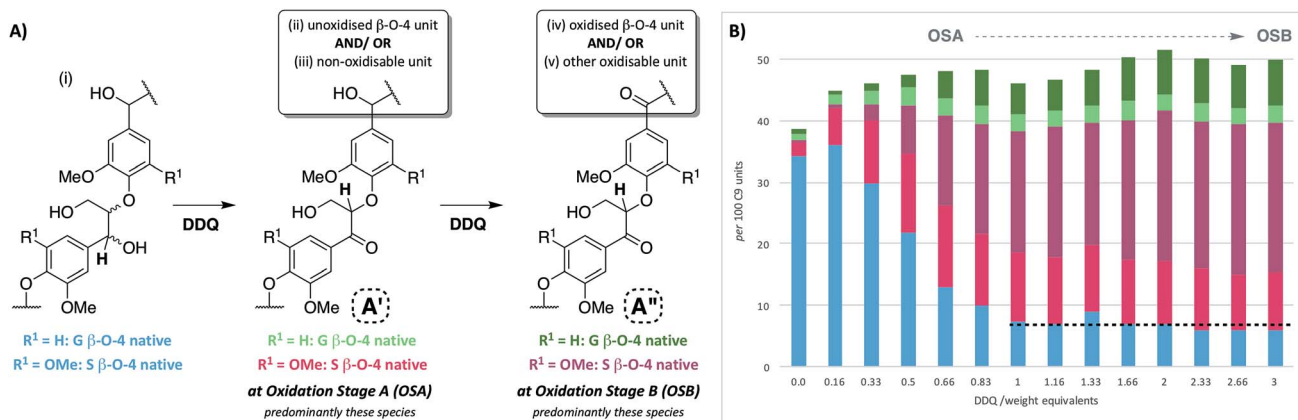 A)
(i)
HO
MeO
R¹
O
HO
OH
H
R¹
O
OMe
R¹ = H: G β-O-4 native
R¹ = OMe: S β-O-4 native
DDQ
(ii) unoxidised β-O-4 unit
AND/ OR
(iii) non-oxidisable unit
HO
MeO
R¹
H
O
HO
R¹
O
O
OMe
A'
R¹ = H: G β-O-4 native
R¹ = OMe: S β-O-4 native
at Oxidation Stage A (OSA)
predominantly these species
DDQ
(iv) oxidised β-O-4 unit
AND/ OR
(v) other oxidisable unit
O
MeO
R¹
H
O
HO
R¹
O
O
OMe
A"
R¹ = H: G β-O-4 native
R¹ = OMe: S β-O-4 native
at Oxidation Stage B (OSB)
predominantly these species
B)
OSA OSB
per 100 C9 units
50
40
30
20
10
0
0.0 0.16 0.33 0.5 0.66 0.83 1 1.16 1.33 1.66 2 2.33 2.66 3
DDQ /weight equivalents